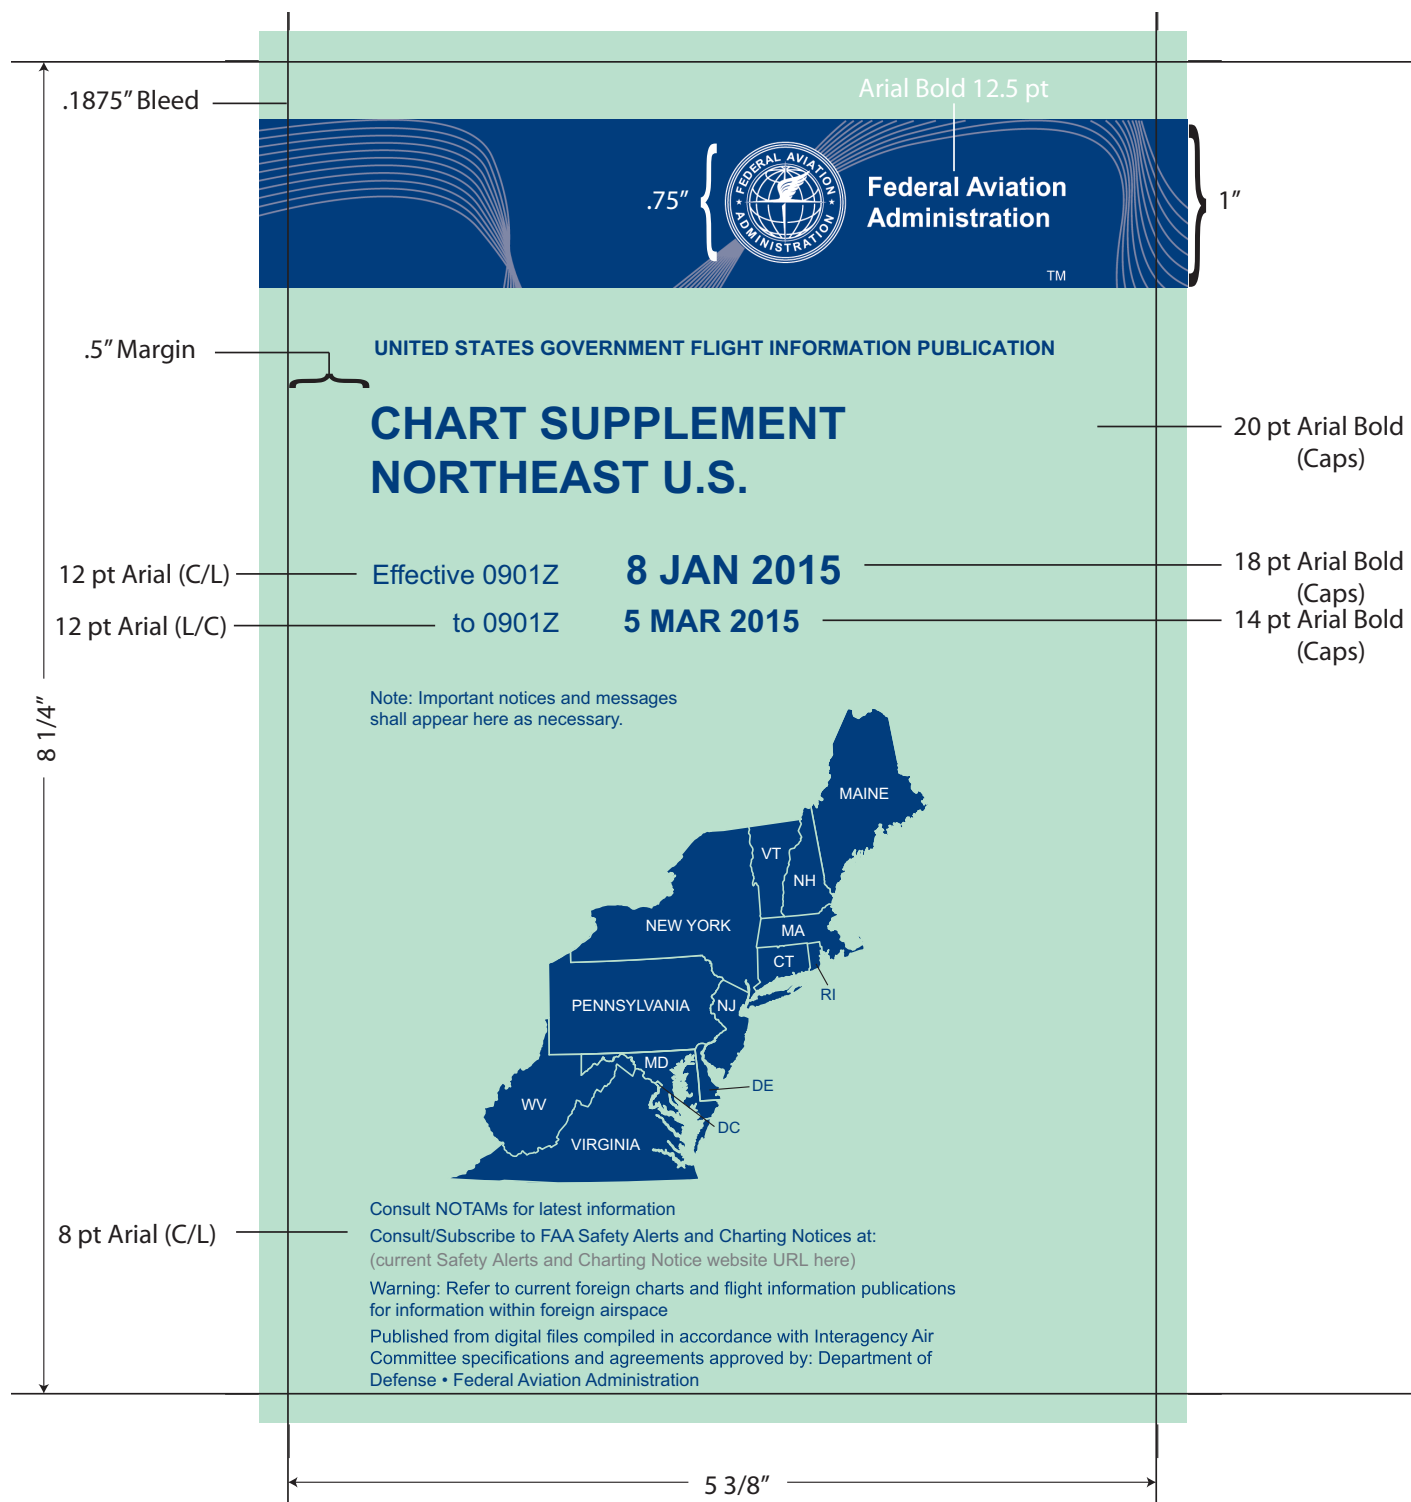 Arial Bold 12.5 pt
.1875” Bleed
FEDERAL AVIATION
ADMINISTRATION
.75”
Federal Aviation
Administration
1”
TM
.5” Margin
UNITED STATES GOVERNMENT FLIGHT INFORMATION PUBLICATION
CHART SUPPLEMENT
NORTHEAST U.S.
20 pt Arial Bold
(Caps)
12 pt Arial (C/L)
Effective 0901Z 8 JAN 2015
18 pt Arial Bold
(Caps)
12 pt Arial (L/C)
to 0901Z 5 MAR 2015
14 pt Arial Bold
(Caps)
8 1/4”
Note: Important notices and messages
shall appear here as necessary.
MAINE
VT
NH
NEW YORK
MA
CT
RI
PENNSYLVANIA
NJ
MD
DE
WV
DC
VIRGINIA
8 pt Arial (C/L)
Consult NOTAMs for latest information
Consult/Subscribe to FAA Safety Alerts and Charting Notices at:
(current Safety Alerts and Charting Notice website URL here)
Warning: Refer to current foreign charts and flight information publications
for information within foreign airspace
Published from digital files compiled in accordance with Interagency Air
Committee specifications and agreements approved by: Department of
Defense • Federal Aviation Administration
5 3/8”